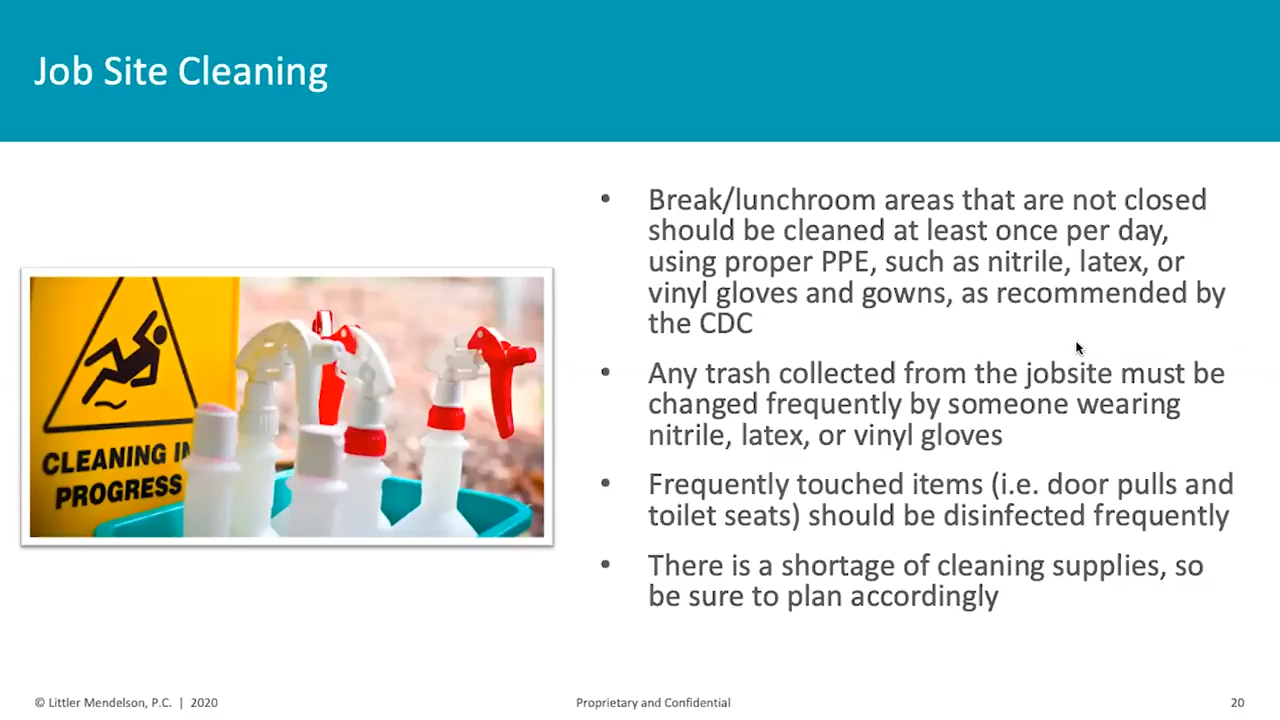 Job Site Cleaning
• Break/lunchroom areas that are not closed
should be cleaned at least once per day,
using proper PPE, such as nitrile, latex, or
vinyl gloves and gowns, as recommended by
the CDC
• Any trash collected from the jobsite must be
changed frequently by someone wearing
nitrile, latex, or vinyl gloves
• Frequently touched items (i.e. door pulls and
toilet seats) should be disinfected frequently
• There is a shortage of cleaning supplies, so
be sure to plan accordingly
CLEANING IN
PROGRESS
© Littler Mendelson, P.C. | 2020
Proprietary and Confidential
20